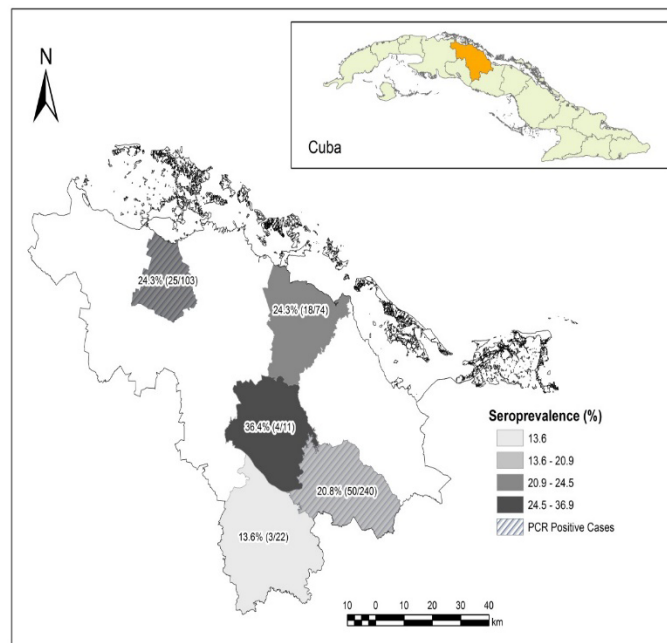 N
Cuba
24.3% (25/103)
24.3% (18/74)
36.4% (4/11)
20.8% (50/240)
13.6% (3/22)
Seroprevalence (%)
13.6
13.6 - 20.9
20.9 - 24.5
24.5 - 36.9
PCR Positive Cases
10 0 10 20 30 40
km